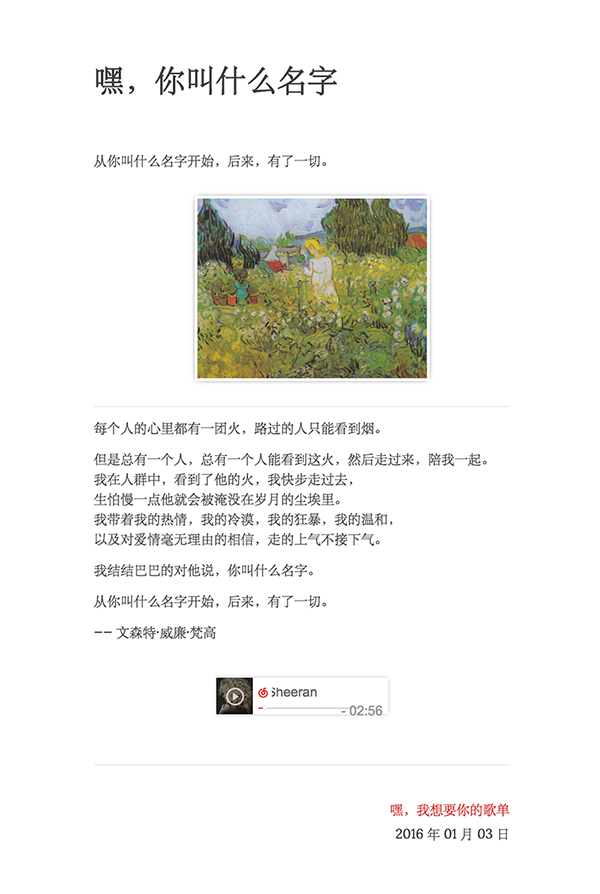 嘿，你叫什么名字
从你叫什么名字开始，后来，有了一切。
每个人的心里都有一团火，路过的人只能看到烟。
但是总有一个人，总有一个人能看到这火，然后走过来，陪我一起。
我在人群中，看到了他的火，我快步走过去，
生怕慢一点他就会被淹没在岁月的尘埃里。
我带着我的热情，我的冷漠，我的狂暴，我的温和，
以及对爱情毫无理由的相信，走的上气不接下气。
我结结巴巴的对他说，你叫什么名字。
从你叫什么名字开始，后来，有了一切。
—— 文森特·威廉·梵高
Sheeran
- 02:56
嘿，我想要你的歌单
2016 年 01 月 03 日